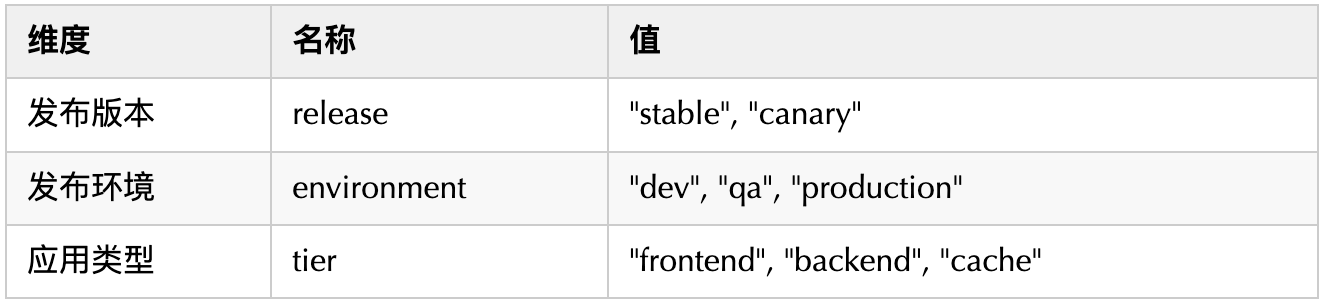 维度 名称 值
发布版本 release "stable", "canary"
发布环境 environment "dev", "qa", "production"
应用类型 tier "frontend", "backend", "cache"